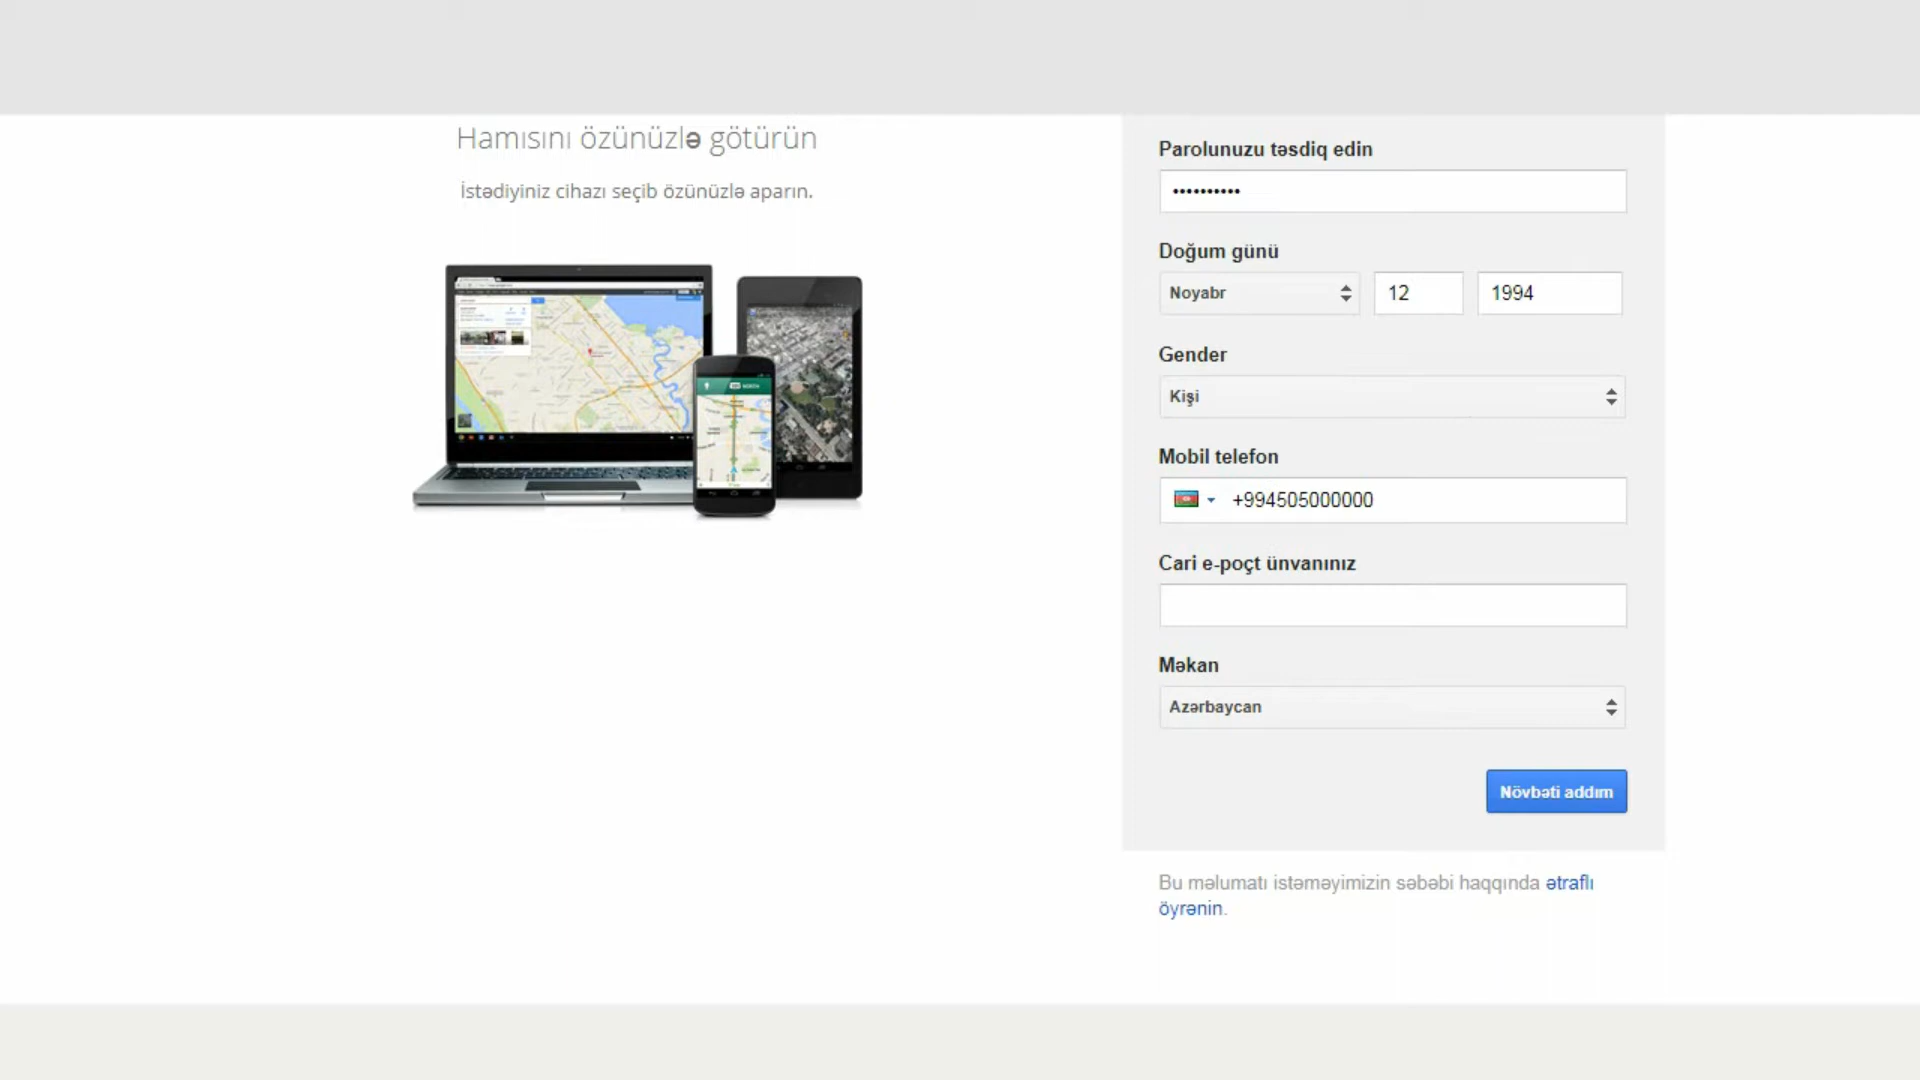 Hamısını özünüzlə götürün
İstədiyiniz cihazı seçib özünüzlə aparın.
Parolunuzu təsdiq edin
••••••••••
Doğum günü
Noyabr 12 1994
Gender
Kişi
Mobil telefon
+994505000000
Cari e-poçt ünvanınız
Məkan
Azərbaycan
Növbəti addım
Bu məlumatı istəməyimizin səbəbi haqqında ətraflı
öyrənin.